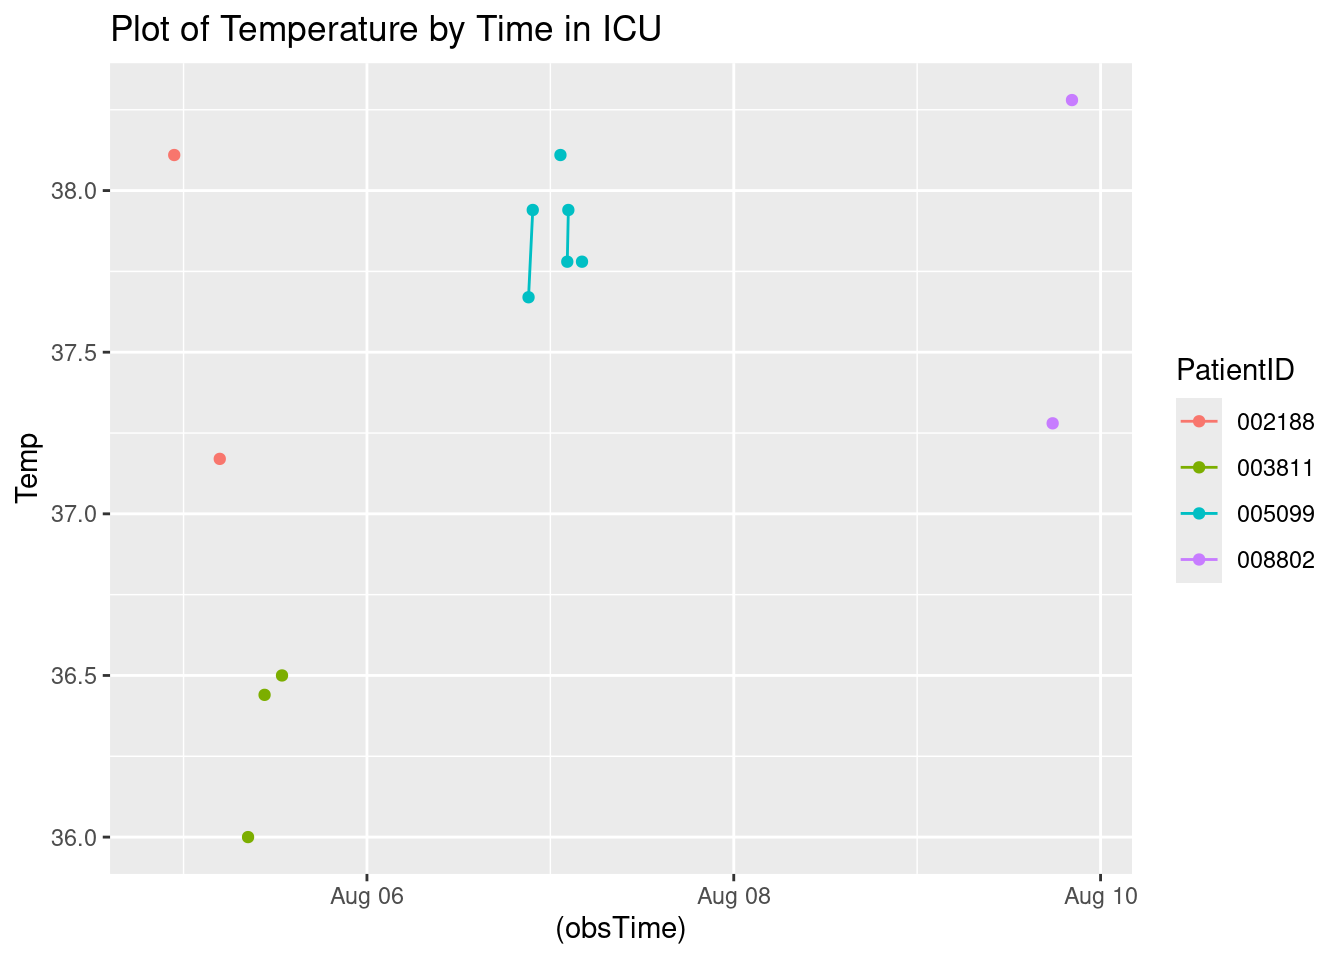 Plot of Temperature by Time in ICU
38.0
37.5
37.0
36.5
36.0
Temp
Aug 06
Aug 08
Aug 10
(obsTime)
PatientID
002188
003811
005099
008802